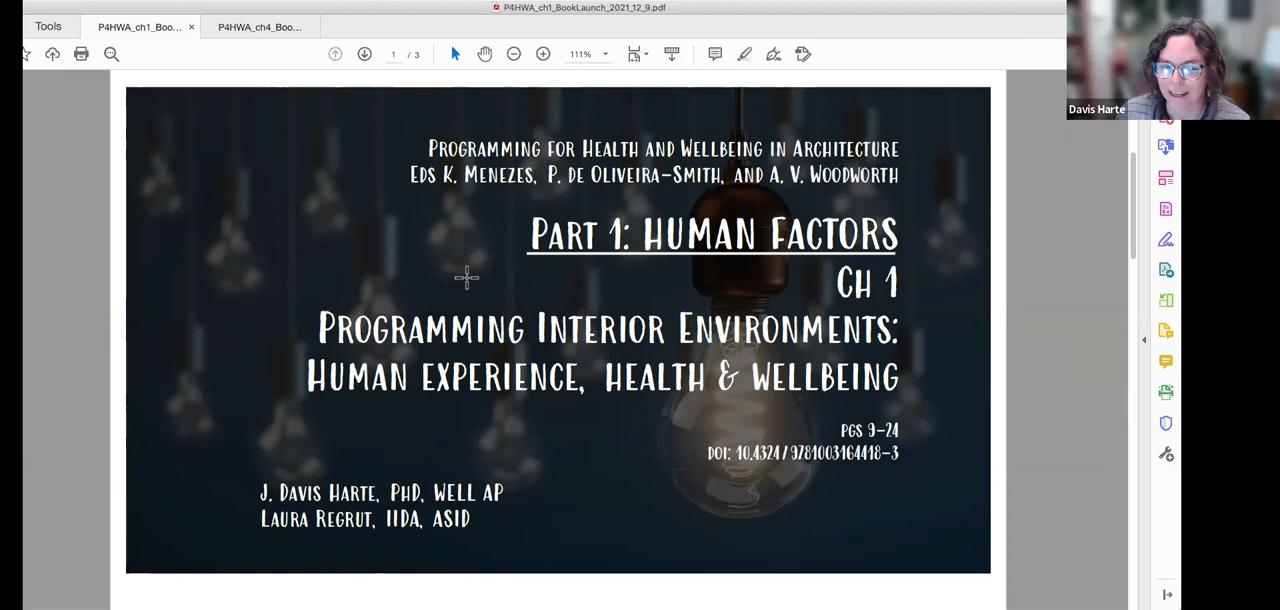 P4HWA_ch1_BookLaunch_2021_12_9.pdf
Tools
P4HWA_ch1_Boo... ×
P4HWA_ch4_Boo...
1 / 3
111%
Davis Harte
Programming for Health and Wellbeing in Architecture
Eds K. Menezes, P. de Oliveira-Smith, and A. V. Woodworth
Part 1: Human Factors
Ch 1
Programming Interior Environments:
Human experience, health & wellbeing
pgs 9-24
DOI: 10.4324/9781003164418-3
J. Davis Harte, PhD, WELL AP
Laura Regrut, IIDA, ASID